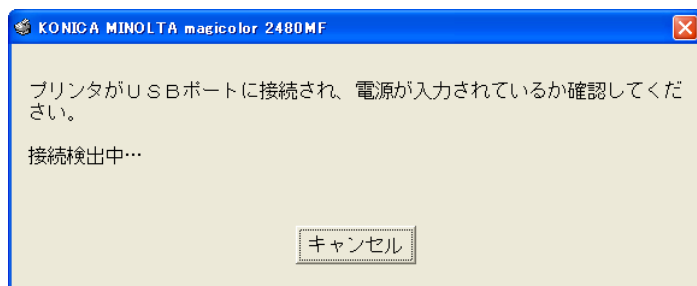 KONICA MINOLTA magicolor 2480MF
プリンタがＵＳＢポートに接続され、電源が入力されているか確認してくだ
さい。
接続検出中…
キャンセル